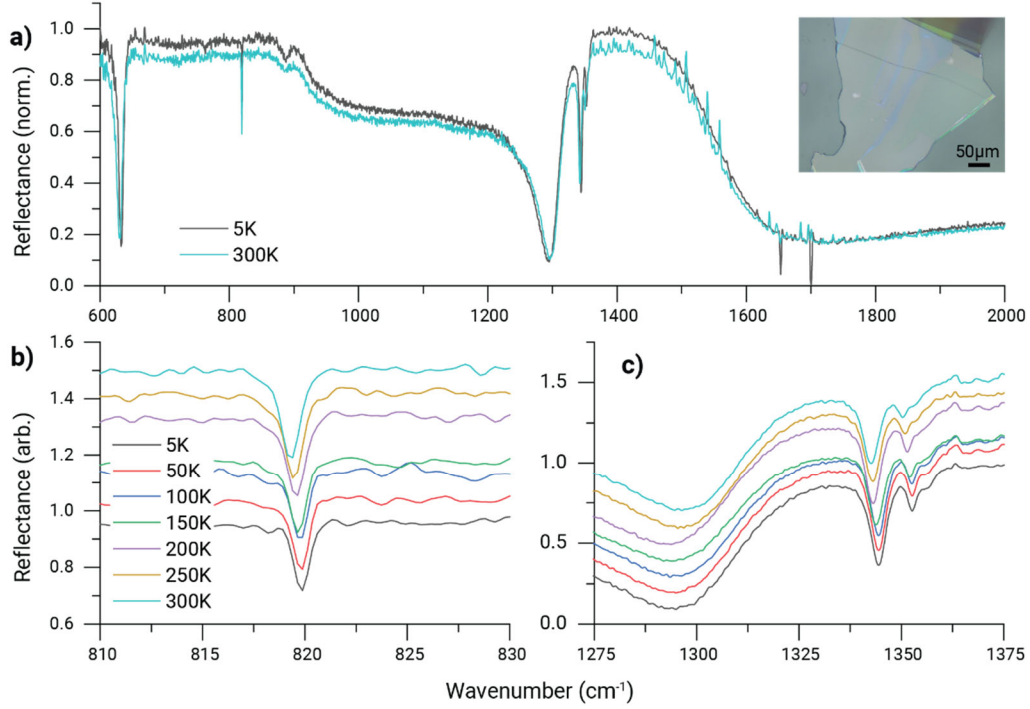 a)
Reflectance (norm.)
1.0
0.8
0.6
0.4
0.2
0.0
5K
300K
50µm
600
800
1000
1200
1400
1600
1800
2000
b)
Reflectance (arb.)
1.6
1.4
1.2
1.0
0.8
0.6
5K
50K
100K
150K
200K
250K
300K
810
815
820
825
830
c)
1.5
1.0
0.5
0.0
1275
1300
1325
1350
1375
Wavenumber (cm⁻¹)